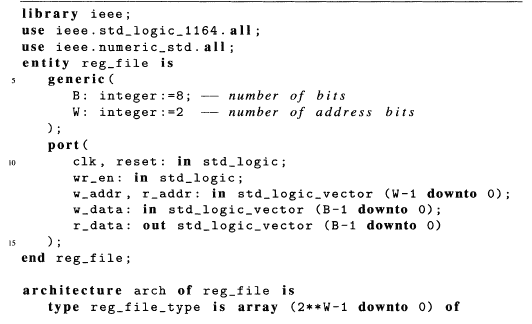 library ieee;
use ieee.std_logic_1164.all;
use ieee.numeric_std.all;
entity reg_file is
5 generic(
B: integer:=8; — number of bits
W: integer:=2 — number of address bits
);
port(
10 clk, reset: in std_logic;
wr_en: in std_logic;
w_addr, r_addr: in std_logic_vector (W-1 downto 0);
w_data: in std_logic_vector (B-1 downto 0);
r_data: out std_logic_vector (B-1 downto 0)
15 );
end reg_file;
architecture arch of reg_file is
type reg_file_type is array (2**W-1 downto 0) of